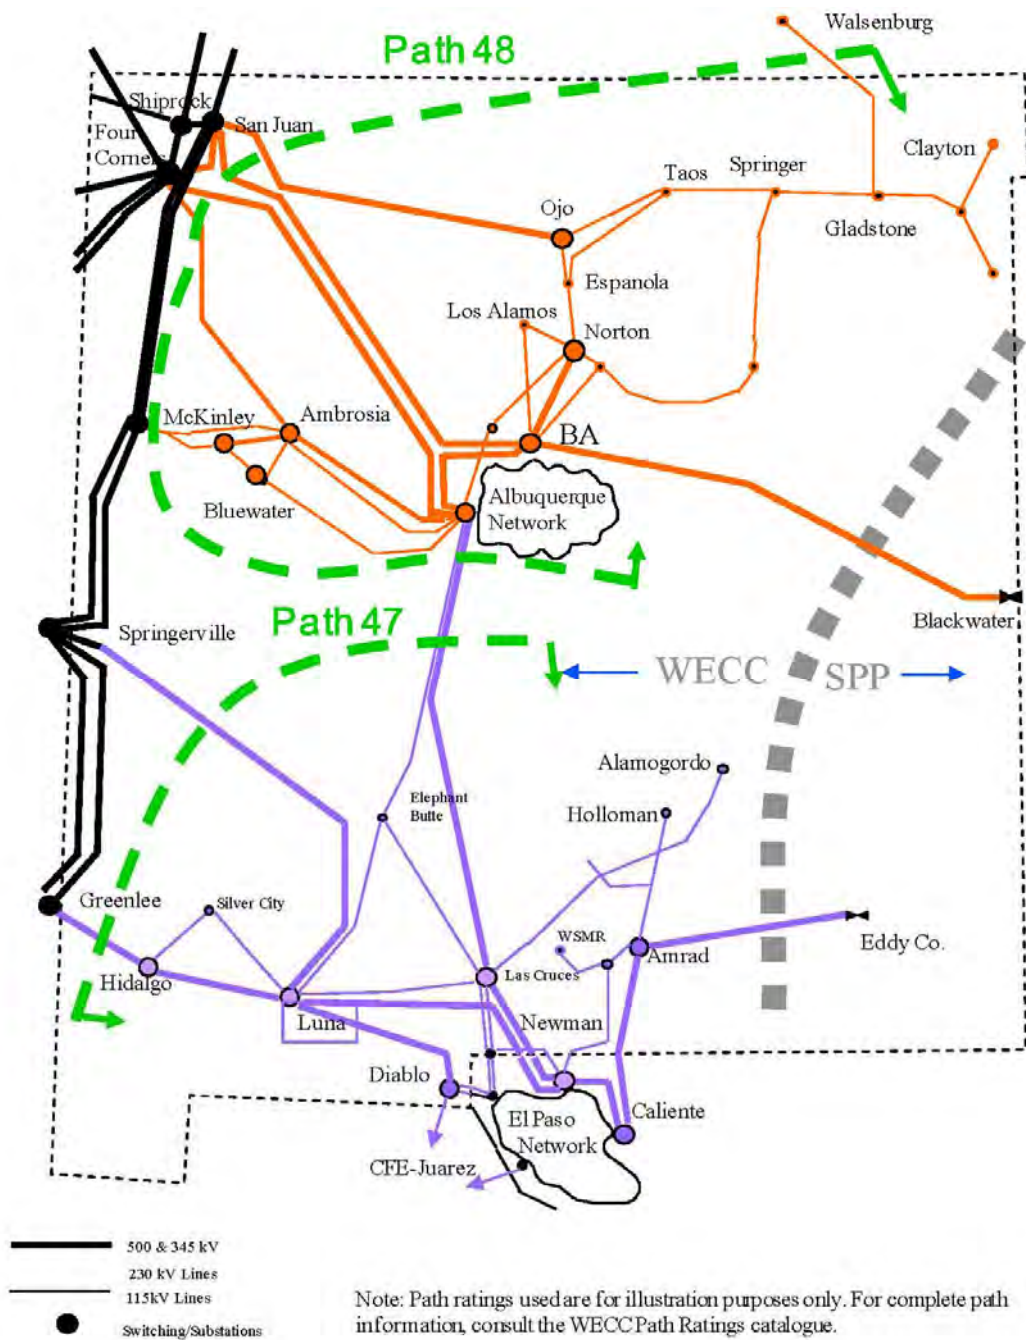 Walsenburg
Path 48
Shiprock
San Juan
Four
Corners
Clayton
Taos
Springer
Ojo
Gladstone
Espanola
Los Alamos
Norton
McKinley
Ambrosia
BA
Bluewater
Albuquerque
Network
Path 47
Springerville
Blackwater
WECC
SPP
Alamogordo
Elephant
Butte
Holloman
Greenlee
Silver City
WSMR
Eddy Co.
Amrad
Hidalgo
Las Cruces
Luna
Newman
Diablo
El Paso
Network
Caliente
CFE-Juarez
500 & 345 kV
230 kV Lines
115kV Lines
Switching/Substations
Note: Path ratings used are for illustration purposes only. For complete path
information, consult the WECC Path Ratings catalogue.